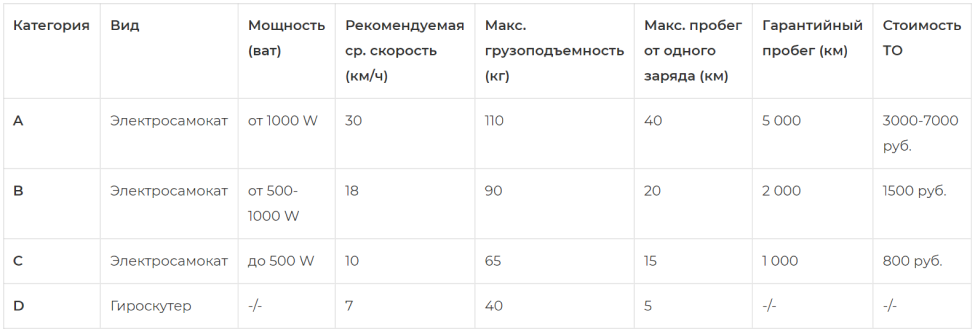 Категория Вид Мощность (ват) Рекомендуемая ср. скорость (км/ч) Макс. грузоподъемность (кг) Макс. пробег от одного заряда (км) Гарантийный пробег (км) Стоимость ТО
A Электросамокат от 1000 W 30 110 40 5 000 3000-7000 руб.
B Электросамокат от 500-1000 W 18 90 20 2 000 1500 руб.
C Электросамокат до 500 W 10 65 15 1 000 800 руб.
D Гироскутер -/- 7 40 5 -/- -/-